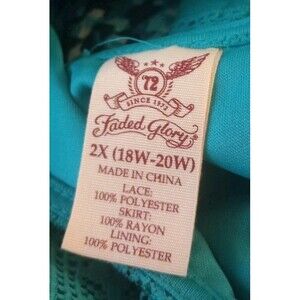 72
SINCE 1972
Faded Glory
2X (18W-20W)
MADE IN CHINA
LACE:
100% POLYESTER
SKIRT:
100% RAYON
LINING:
100% POLYESTER